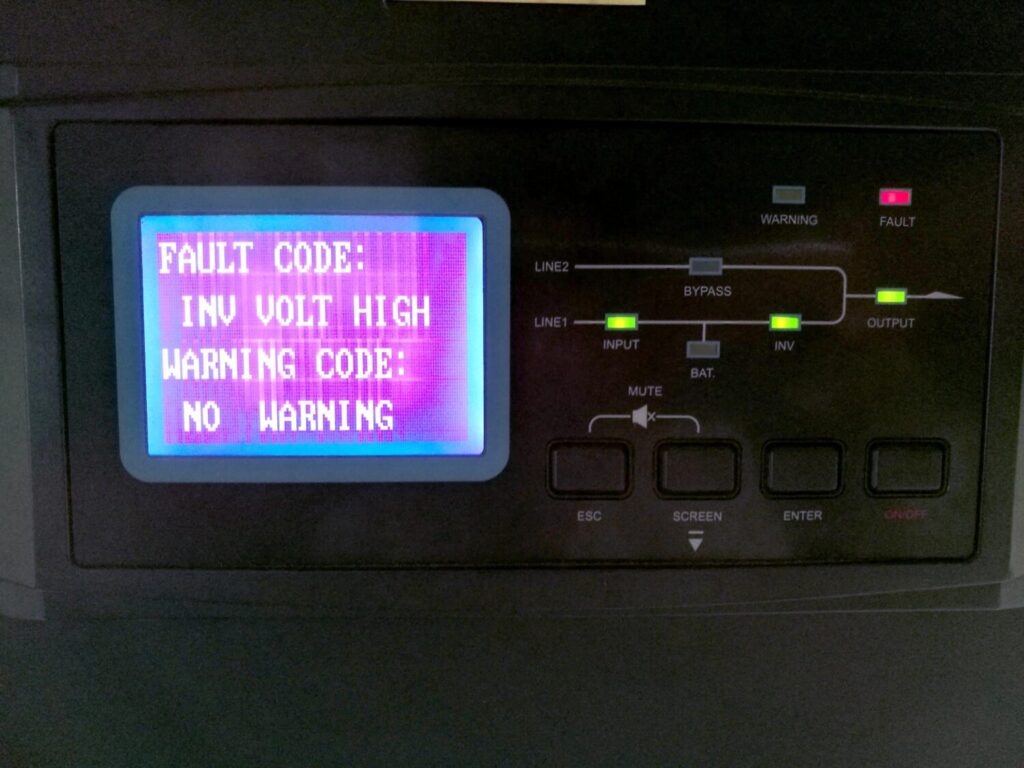 FAULT CODE:
INV VOLT HIGH
WARNING CODE:
NO WARNING
WARNING
FAULT
LINE2
BYPASS
LINE1
INPUT
INV
OUTPUT
BAT.
MUTE
ESC
SCREEN
ENTER
ON/OFF